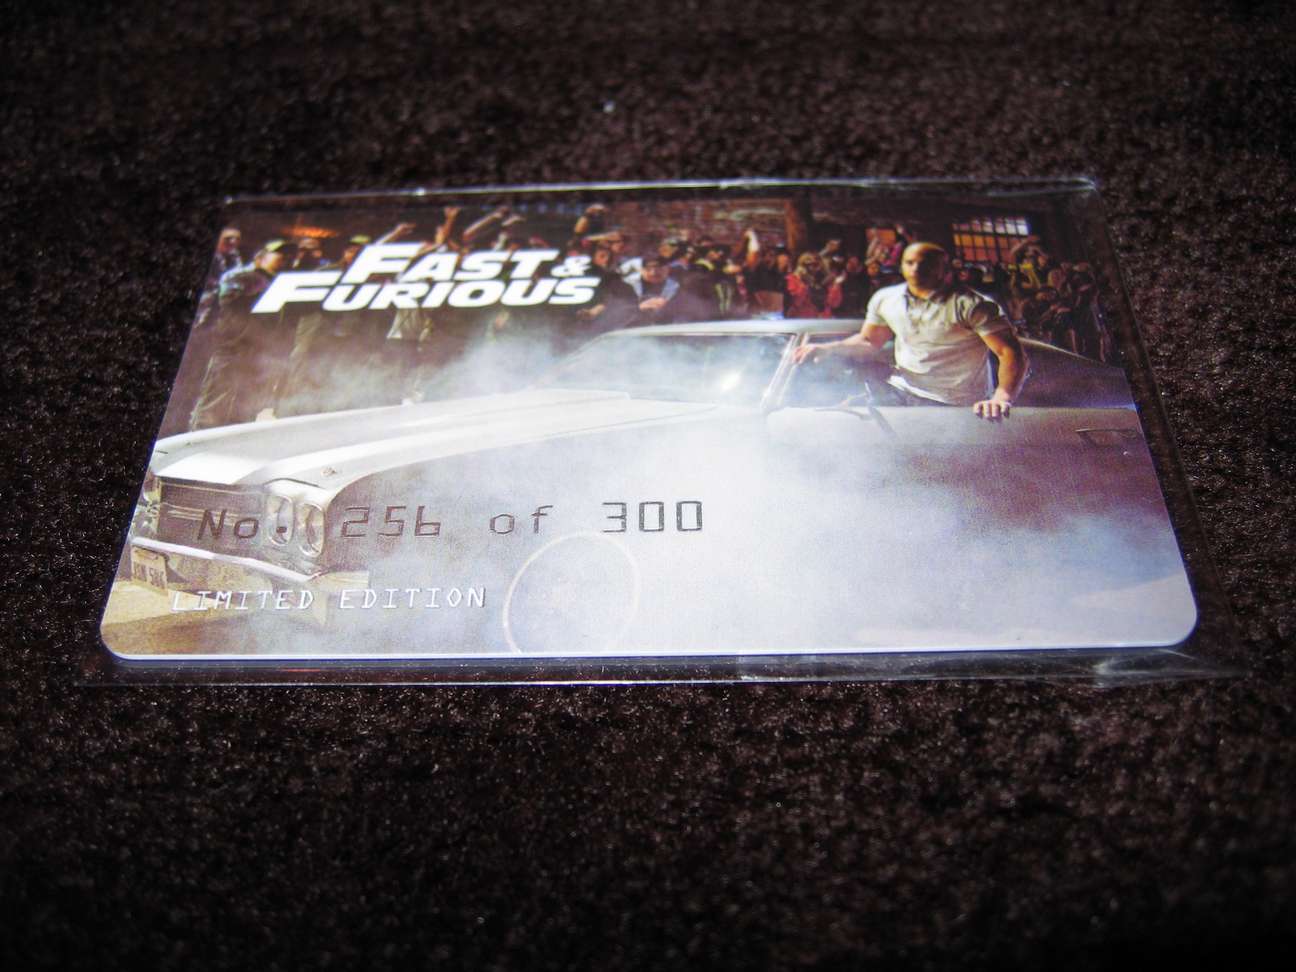 FAST &
FURIOUS
No. 256 of 300
LIMITED EDITION